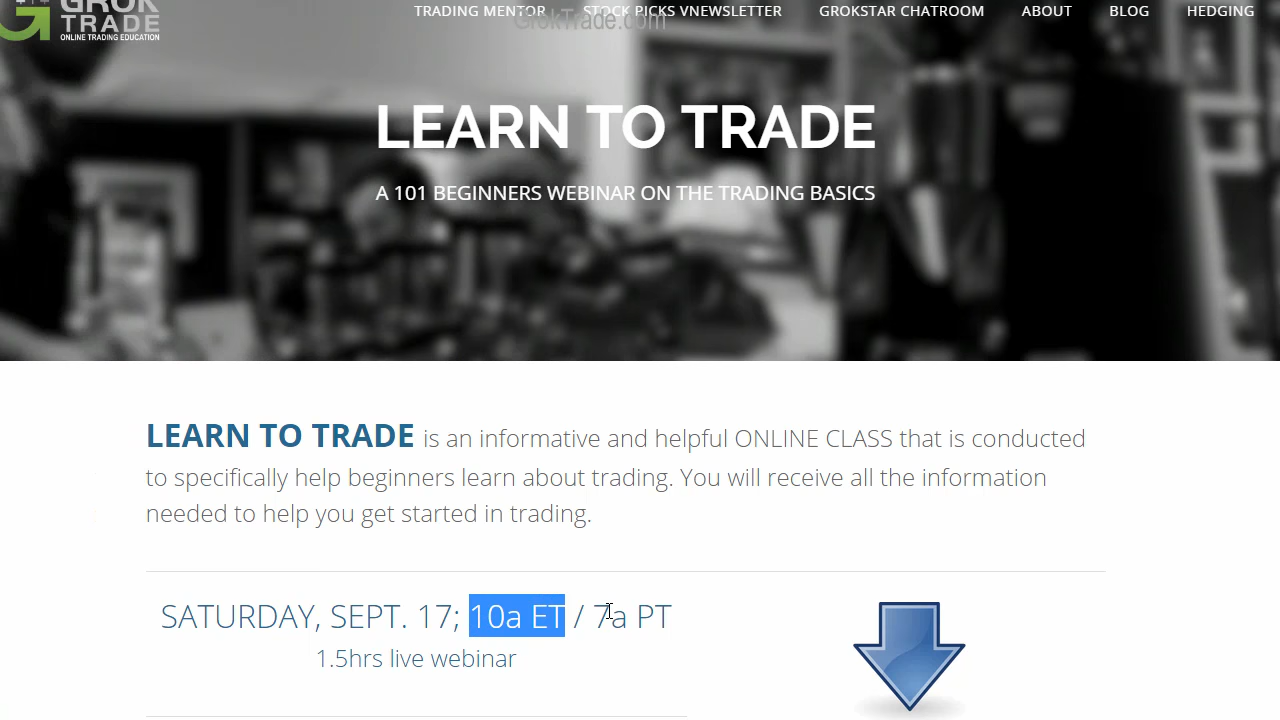 GROK
TRADE
ONLINE TRADING EDUCATION
TRADING MENTOR STOCK PICKS VNEWSLETTER GROKSTAR CHATROOM ABOUT BLOG HEDGING
GrokTrade.com
LEARN TO TRADE
A 101 BEGINNERS WEBINAR ON THE TRADING BASICS
LEARN TO TRADE is an informative and helpful ONLINE CLASS that is conducted
to specifically help beginners learn about trading. You will receive all the information
needed to help you get started in trading.
SATURDAY, SEPT. 17; 10a ET / 7a PT
1.5hrs live webinar